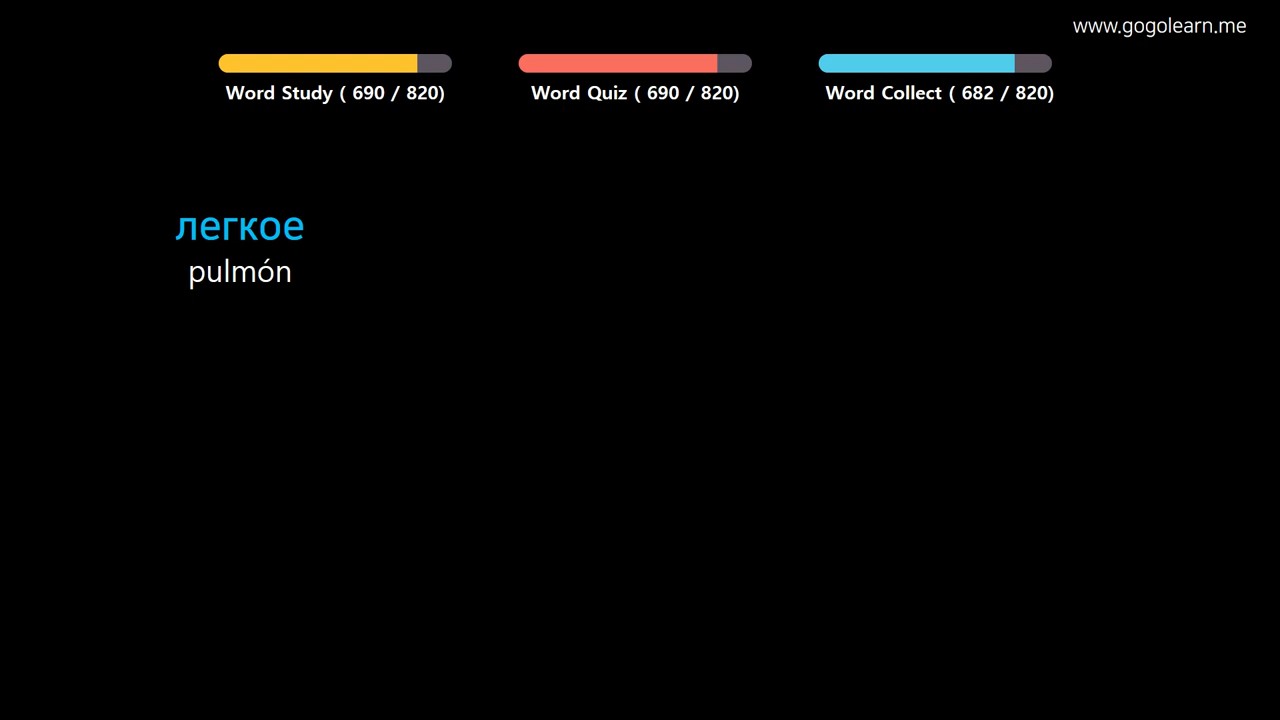 www.gogolearn.me
Word Study ( 690 / 820)
Word Quiz ( 690 / 820)
Word Collect ( 682 / 820)
легкое
pulmón